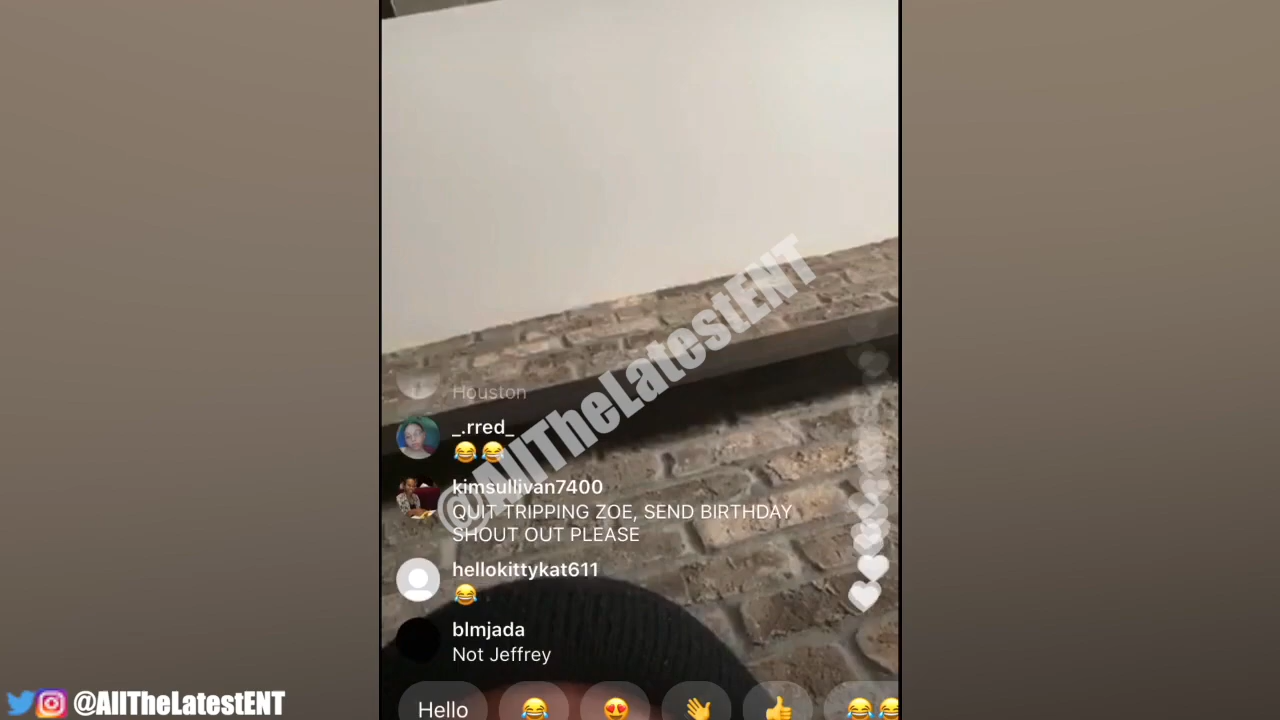 Houston
_.rred_
😂😂
kimsullivan7400
QUIT TRIPPING ZOE, SEND BIRTHDAY
SHOUT OUT PLEASE
hellokittykat611
😂
blmjada
Not Jeffrey
Hello 😂 😍 👋 👍 😂😂
@AllTheLatestENT
@AllTheLatestENT